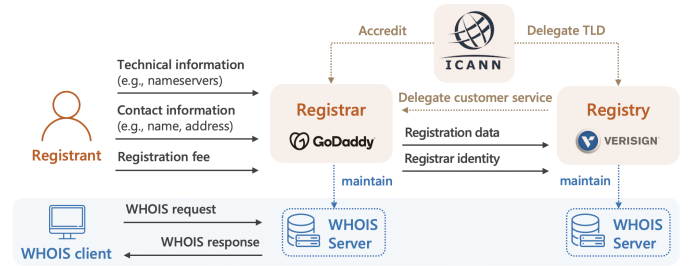 Accredit
Delegate TLD
ICANN
Technical information
(e.g., nameservers)
Contact information
(e.g., name, address)
Registration fee
Registrant
Registrar
GoDaddy
Delegate customer service
Registration data
Registrar identity
Registry
VERISIGN
maintain
maintain
WHOIS client
WHOIS request
WHOIS response
WHOIS
Server
WHOIS
Server